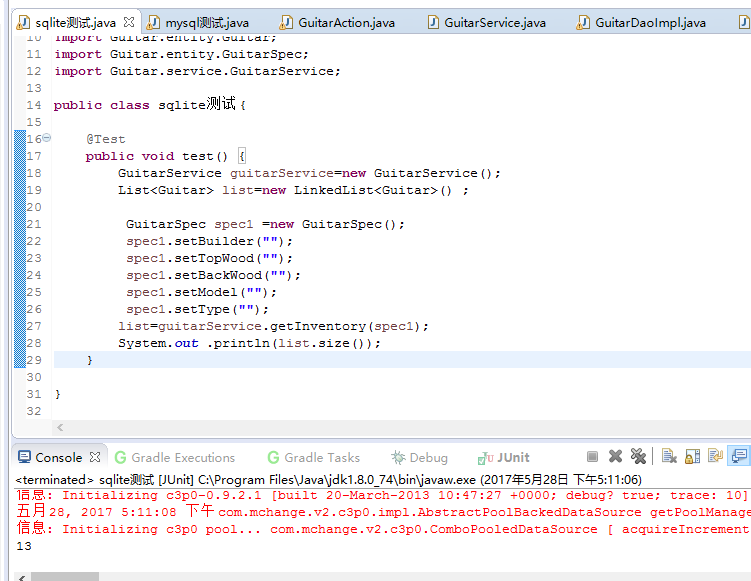 sqlite测试.java mysql测试.java GuitarAction.java GuitarService.java GuitarDaoImpl.java
10 import Guitar.entity.Guitar;
11 import Guitar.entity.GuitarSpec;
12 import Guitar.service.GuitarService;
13
14 public class sqlite测试 {
15
16 @Test
17 public void test() {
18 GuitarService guitarService=new GuitarService();
19 List<Guitar> list=new LinkedList<Guitar>() ;
20
21 GuitarSpec spec1 =new GuitarSpec();
22 spec1.setBuilder("");
23 spec1.setTopWood("");
24 spec1.setBackWood("");
25 spec1.setModel("");
26 spec1.setType("");
27 list=guitarService.getInventory(spec1);
28 System.out .println(list.size());
29 }
30
31 }
32
Console Gradle Executions Gradle Tasks Debug JUnit
<terminated> sqlite测试 [JUnit] C:\Program Files\Java\jdk1.8.0_74\bin\javaw.exe (2017年5月28日 下午5:11:06)
信息: Initializing c3p0-0.9.2.1 [built 20-March-2013 10:47:27 +0000; debug? true; trace: 10]
五月 28, 2017 5:11:08 下午 com.mchange.v2.c3p0.impl.AbstractPoolBackedDataSource getPoolManage
信息: Initializing c3p0 pool... com.mchange.v2.c3p0.ComboPooledDataSource [ acquireIncrement
13